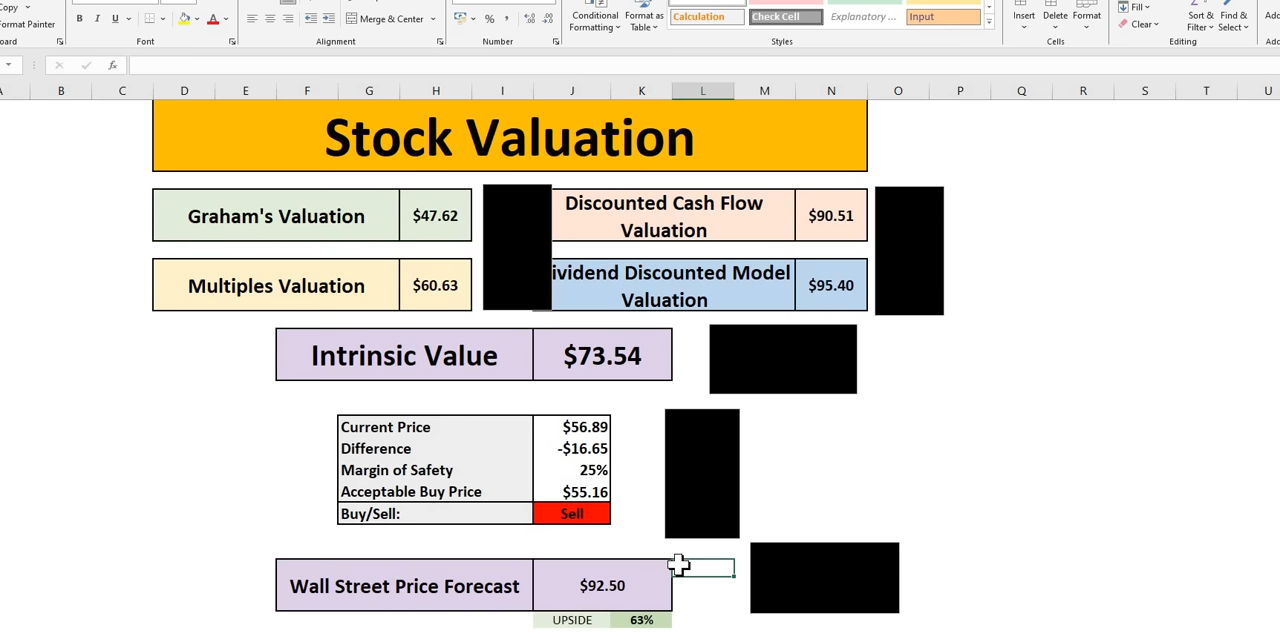 Copy
Format Painter
B I U
A
Merge & Center
$ % ,
Conditional
Formatting
Format as
Table
Calculation
Check Cell
Explanatory ...
Input
Insert
Delete
Format
Fill
Clear
Sort &
Filter
Find &
Select
Font
Alignment
Number
Styles
Cells
Editing
fx
A B C D E F G H I J K L M N O P Q R S T U
Stock Valuation
Graham's Valuation
$47.62
Discounted Cash Flow
Valuation
$90.51
Multiples Valuation
$60.63
ividend Discounted Model
Valuation
$95.40
Intrinsic Value
$73.54
Current Price $56.89
Difference -$16.65
Margin of Safety 25%
Acceptable Buy Price $55.16
Buy/Sell: Sell
Wall Street Price Forecast
$92.50
UPSIDE 63%